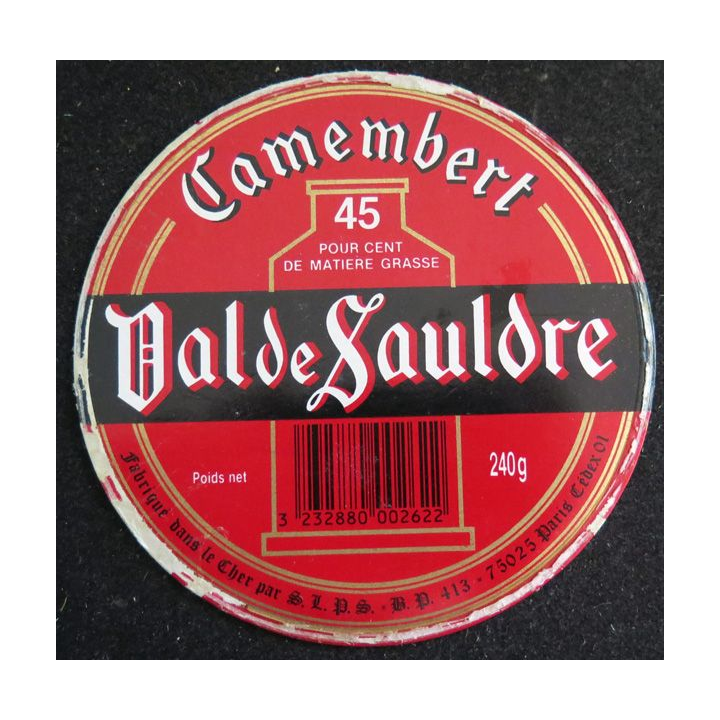 Camembert
45
POUR CENT
DE MATIERE GRASSE
Val de Sauldre
Poids net
240g
3 232880 002622
Fabriqué dans le Cher par S.L.P.S. - B.P. 413 - 75025 Paris Cédex 01